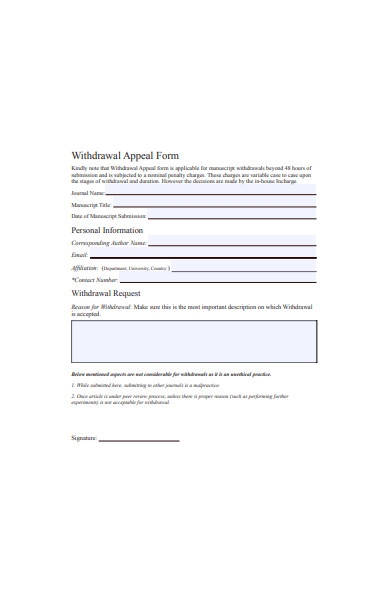 Withdrawal Appeal Form
Kindly note that Withdrawal Appeal form is applicable for manuscript withdrawals beyond 48 hours of
submission and is subjected to a nominal penalty charges. These charges are variable case to case upon
the stages of withdrawal and duration. However the decisions are made by the in-house Incharge.
Journal Name:
Manuscript Title:
Date of Manuscript Submission:
Personal Information
Corresponding Author Name:
Email:
Affiliation: (Department, University, Country )
*Contact Number:
Withdrawal Request
Reason for Withdrawal: Make sure this is the most important description on which Withdrawal
is accepted.
Below mentioned aspects are not considerable for withdrawals as it is an unethical practice.
1. While submitted here, submitting to other journals is a malpractice.
2. Once article is under peer review process, unless there is proper reason (such as performing further
experiments) is not acceptable for withdrawal.
Signature: